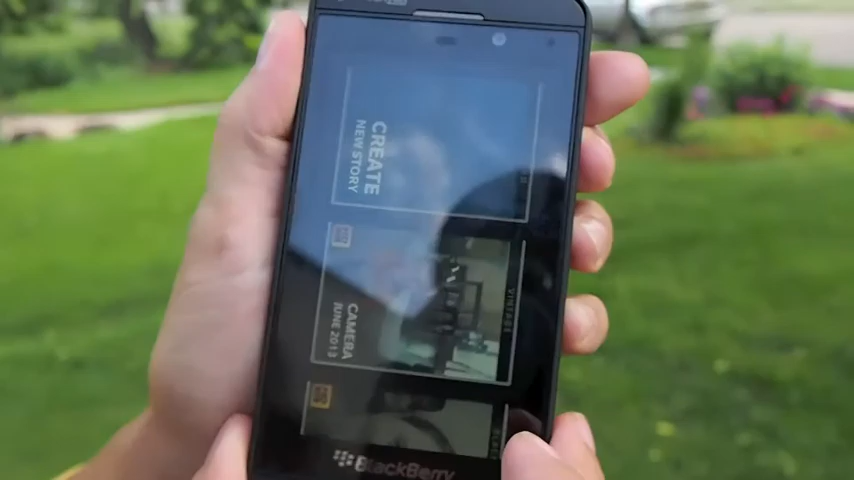 CREATE
NEW STORY
CAMERA
JUNE 2013
VINTAGE
BlackBerry